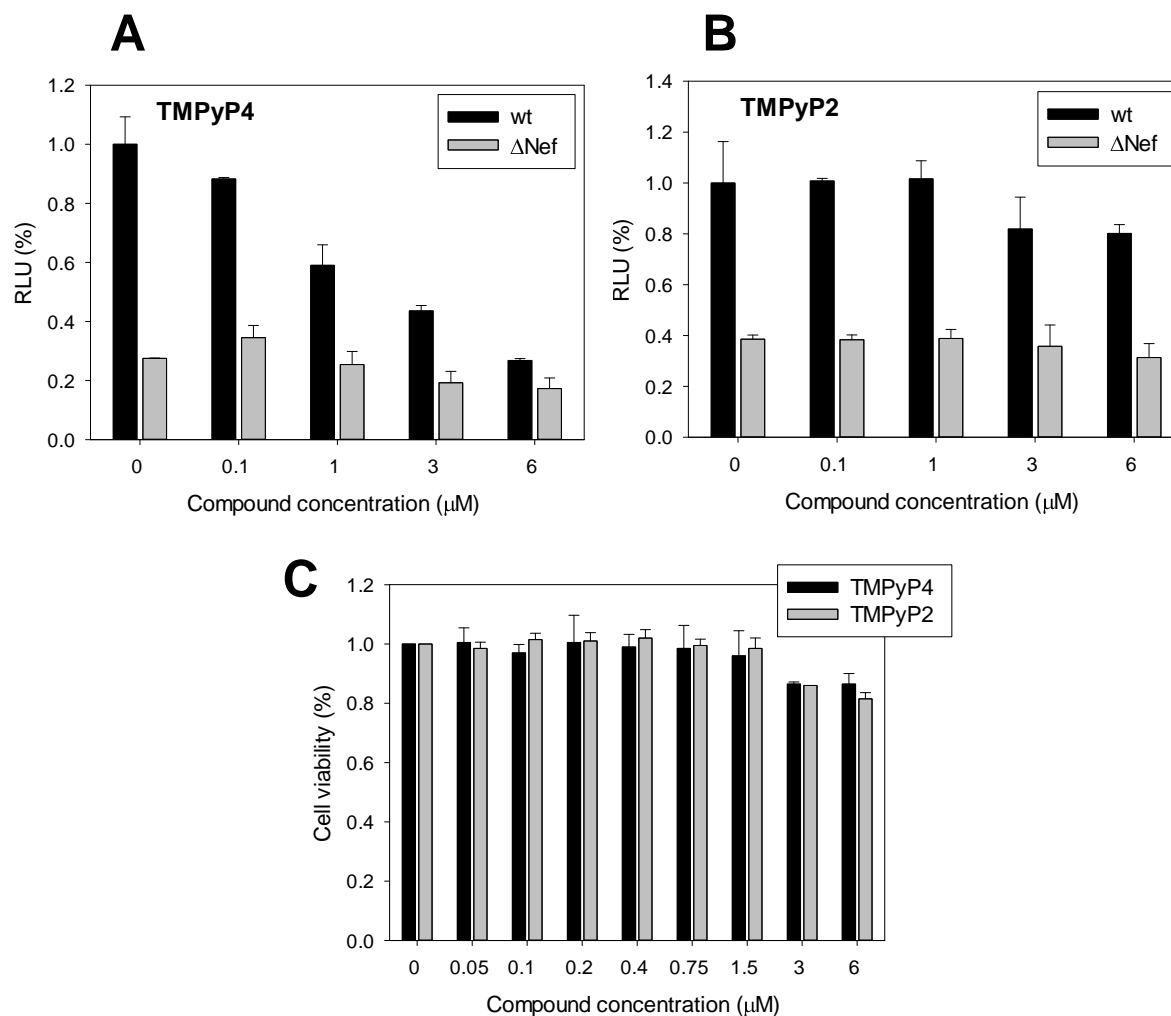 A
B
TMPyP4
wt
ΔNef
1.2
1.0
0.8
0.6
0.4
0.2
0.0
RLU (%)
0 0.1 1 3 6
Compound concentration (μM)
TMPyP2
wt
ΔNef
1.4
1.2
1.0
0.8
0.6
0.4
0.2
0.0
RLU (%)
0 0.1 1 3 6
Compound concentration (μM)
C
TMPyP4
TMPyP2
1.2
1.0
0.8
0.6
0.4
0.2
0.0
Cell viability (%)
0 0.05 0.1 0.2 0.4 0.75 1.5 3 6
Compound concentration (μM)